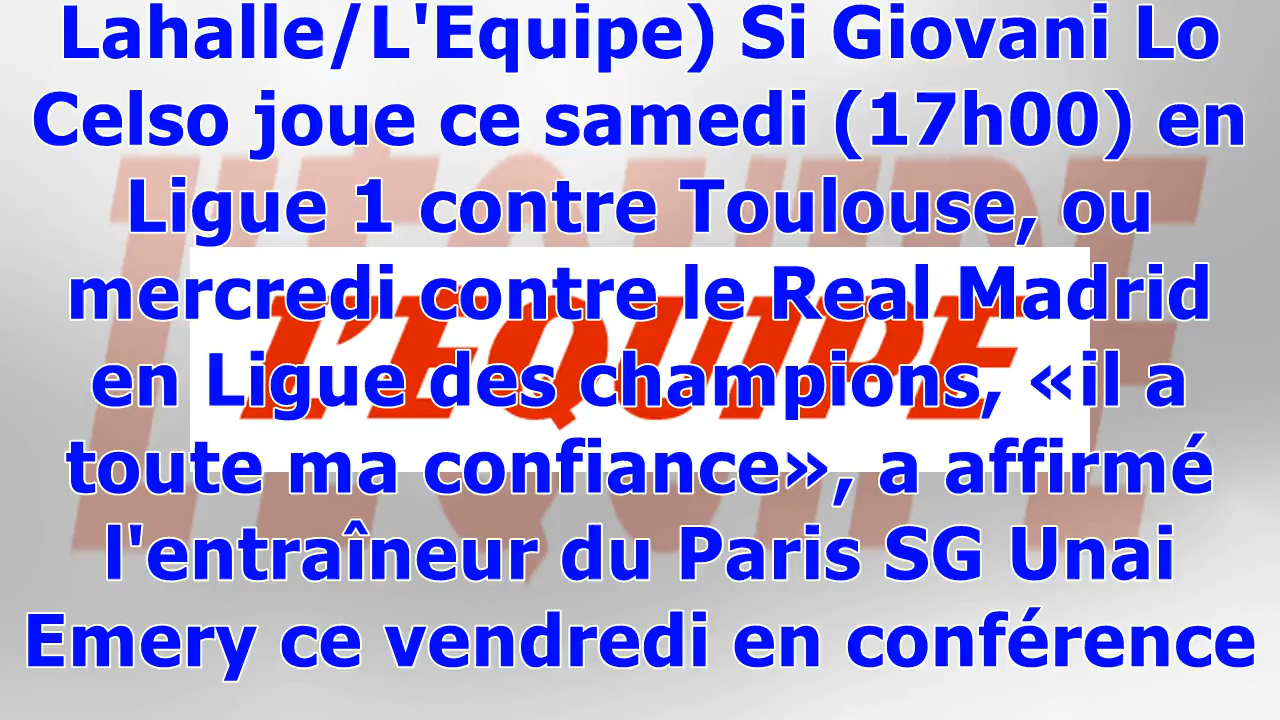 Lahalle/L'Equipe) Si Giovani Lo
Celso joue ce samedi (17h00) en
Ligue 1 contre Toulouse, ou
mercredi contre le Real Madrid
en Ligue des champions, «il a
toute ma confiance», a affirmé
l'entraîneur du Paris SG Unai
Emery ce vendredi en conférence
L'ÉQUIPE
L'ÉQUIPE